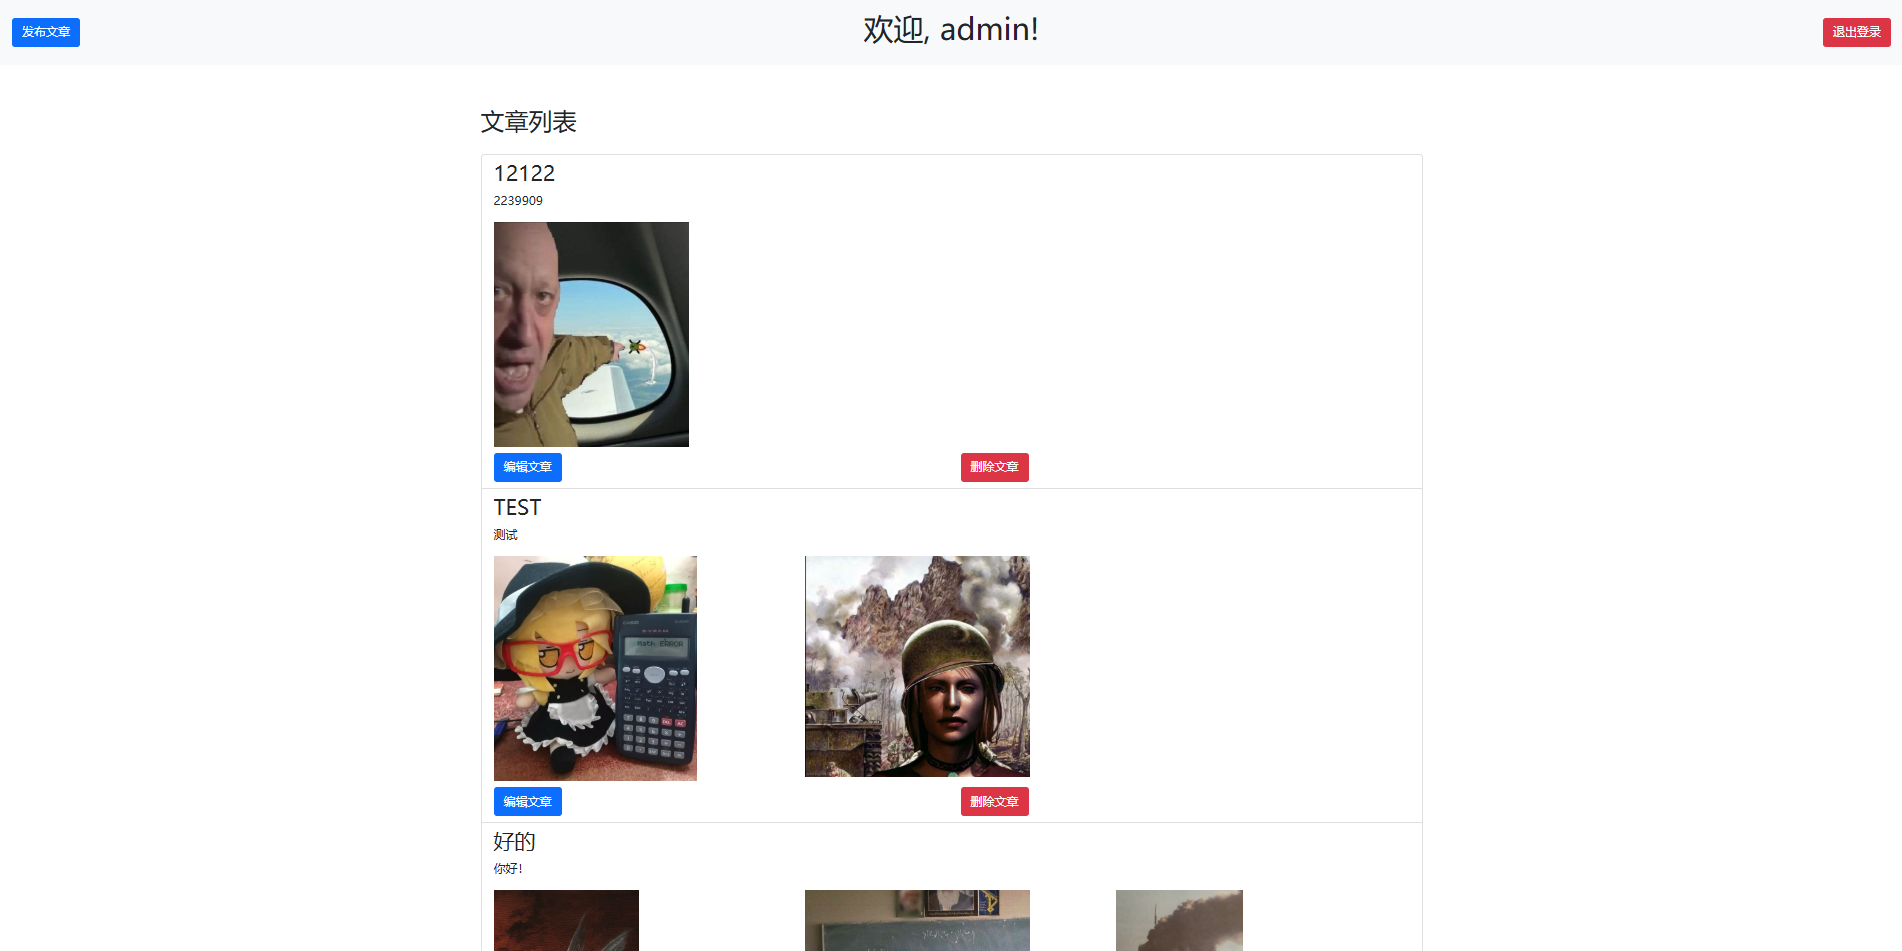 发布文章
欢迎, admin!
退出登录
文章列表
12122
2239909
编辑文章
删除文章
TEST
测试
CASIO
Math ERROR
编辑文章
删除文章
好的
你好!